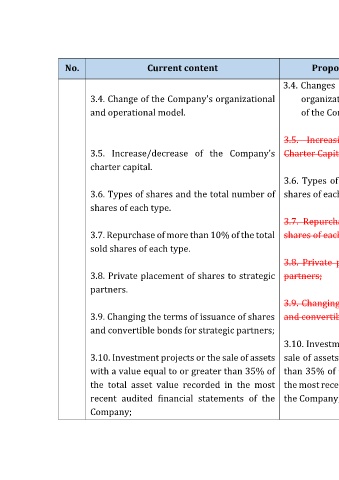 No.
Current content
Propo
3.4. Change of the Company's organizational
and operational model.
3.5. Increase/decrease of the Company's
charter capital.
3.6. Types of shares and the total number of
shares of each type.
3.7. Repurchase of more than 10% of the total
sold shares of each type.
3.8. Private placement of shares to strategic
partners.
3.9. Changing the terms of issuance of shares
and convertible bonds for strategic partners;
3.10. Investment projects or the sale of assets
with a value equal to or greater than 35% of
the total asset value recorded in the most
recent audited financial statements of the
Company;
3.4. Changes
organizat
of the Co
3.5. Increasi
Charter Capit
3.6. Types of
shares of eac
3.7. Repurch
shares of eac
3.8. Private p
partners;
3.9. Changing
and convertib
3.10. Investm
sale of assets
than 35% of
the most rece
the Company